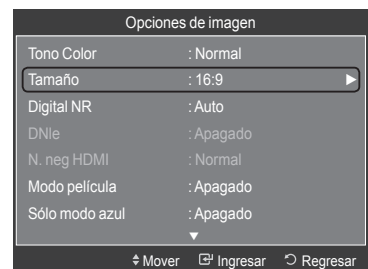 Opciones de imagen
Tono Color : Normal
Tamaño : 16:9
Digital NR : Auto
DNIe : Apagado
N. neg HDMI : Normal
Modo película : Apagado
Sólo modo azul : Apagado
Mover Ingresar Regresar